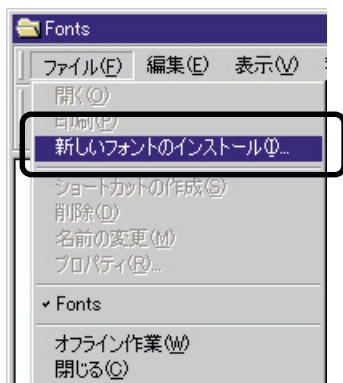 Fonts
ファイル(F) 編集(E) 表示(V)
開く(O)
印刷(P)
新しいフォントのインストール(I)...
ショートカットの作成(S)
削除(D)
名前の変更(M)
プロパティ(R)...
✓ Fonts
オフライン作業(W)
閉じる(C)